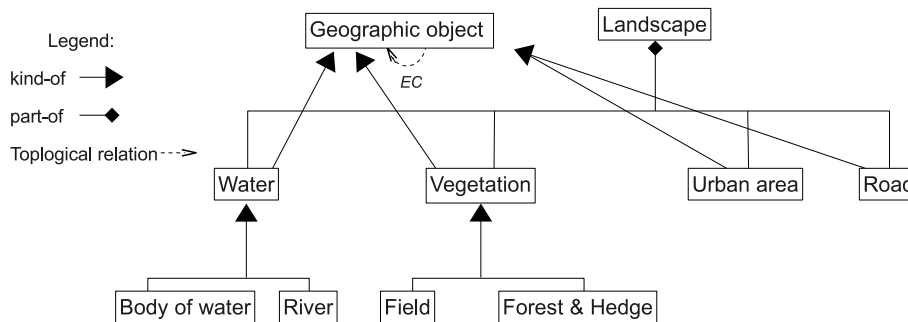 Geographic object
Landscape
Legend:
kind-of
EC
part-of
Toplogical relation
Water
Vegetation
Urban area
Road
Body of water
River
Field
Forest & Hedge